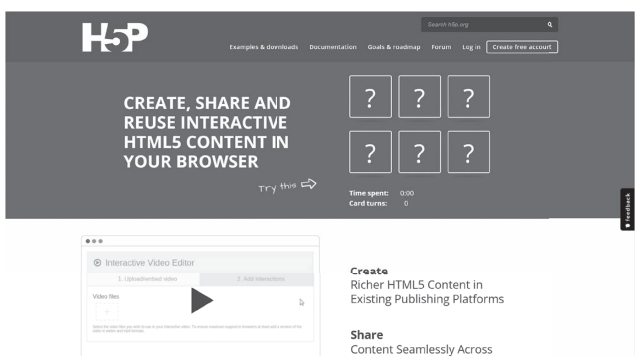 Search h5p.org
H5P
Examples & downloads Documentation Goals & roadmap Forum Log in Create free account
CREATE, SHARE AND
REUSE INTERACTIVE
HTML5 CONTENT IN
YOUR BROWSER
Try this
? ? ?
? ? ?
Time spent: 0:00
Card turns: 0
feedback
Interactive Video Editor
1. Upload/embed video 2. Add interactions
Video files
+
Create
Richer HTML5 Content in
Existing Publishing Platforms
Share
Content Seamlessly Across